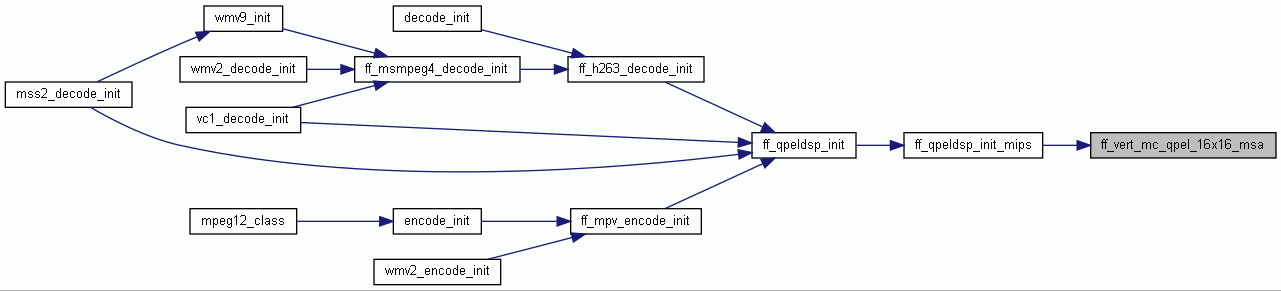 wmv9_init
decode_init
wmv2_decode_init
ff_msmpeg4_decode_init
ff_h263_decode_init
mss2_decode_init
vc1_decode_init
ff_qpeldsp_init
ff_qpeldsp_init_mips
ff_vert_mc_qpel_16x16_msa
mpeg12_class
encode_init
ff_mpv_encode_init
wmv2_encode_init